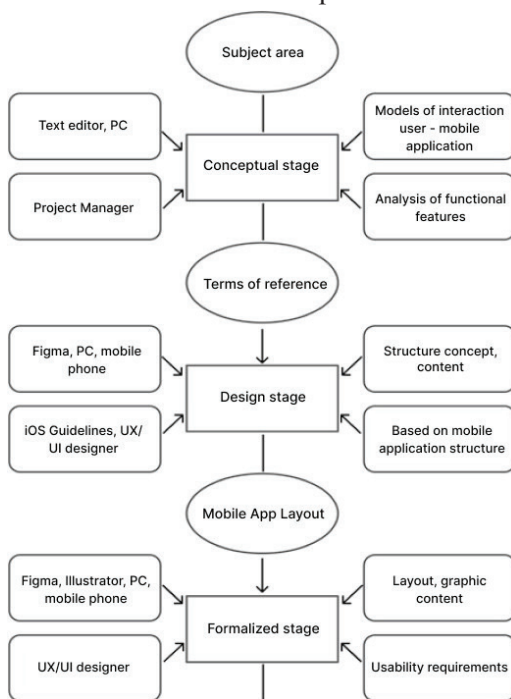 Subject area
Text editor, PC
Models of interaction
user - mobile
application
Conceptual stage
Project Manager
Analysis of functional
features
Terms of reference
Figma, PC, mobile
phone
Structure concept,
content
Design stage
iOS Guidelines, UX/
UI designer
Based on mobile
application structure
Mobile App Layout
Figma, Illustrator, PC,
mobile phone
Layout, graphic
content
Formalized stage
UX/UI designer
Usability requirements